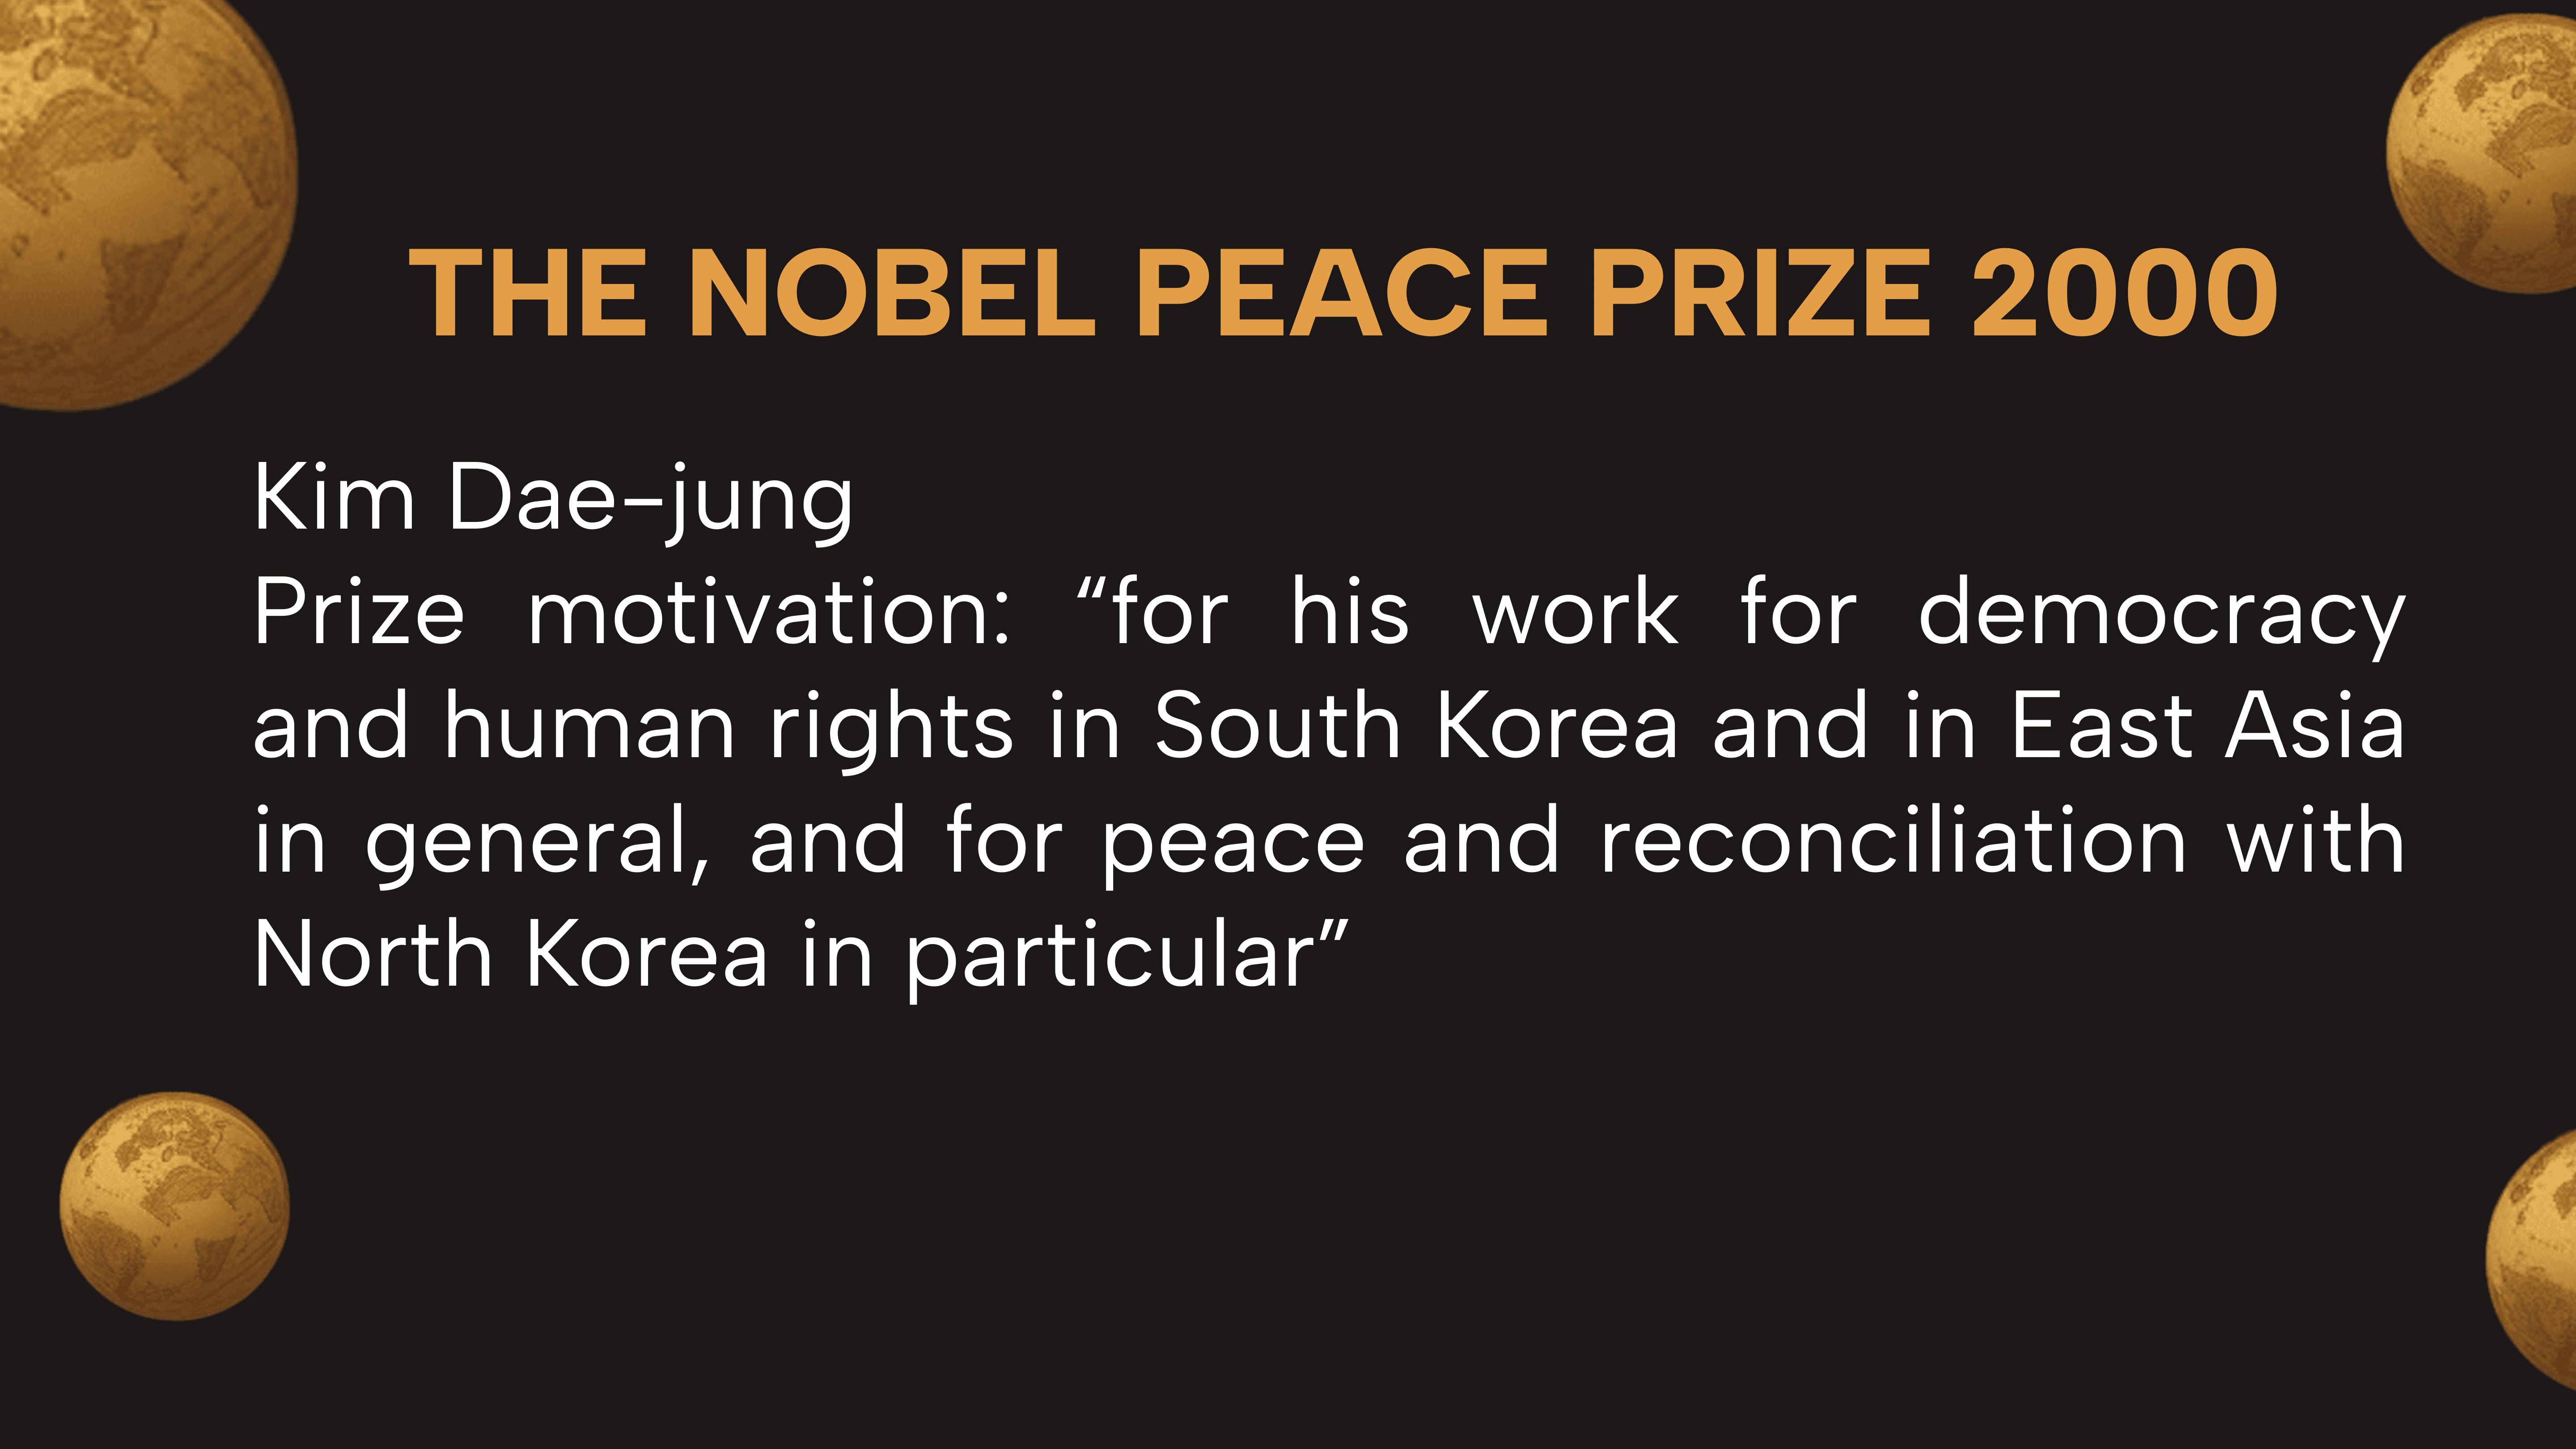 THE NOBEL PEACE PRIZE 2000
Kim Dae-jung
Prize motivation: “for his work for democracy
and human rights in South Korea and in East Asia
in general, and for peace and reconciliation with
North Korea in particular”